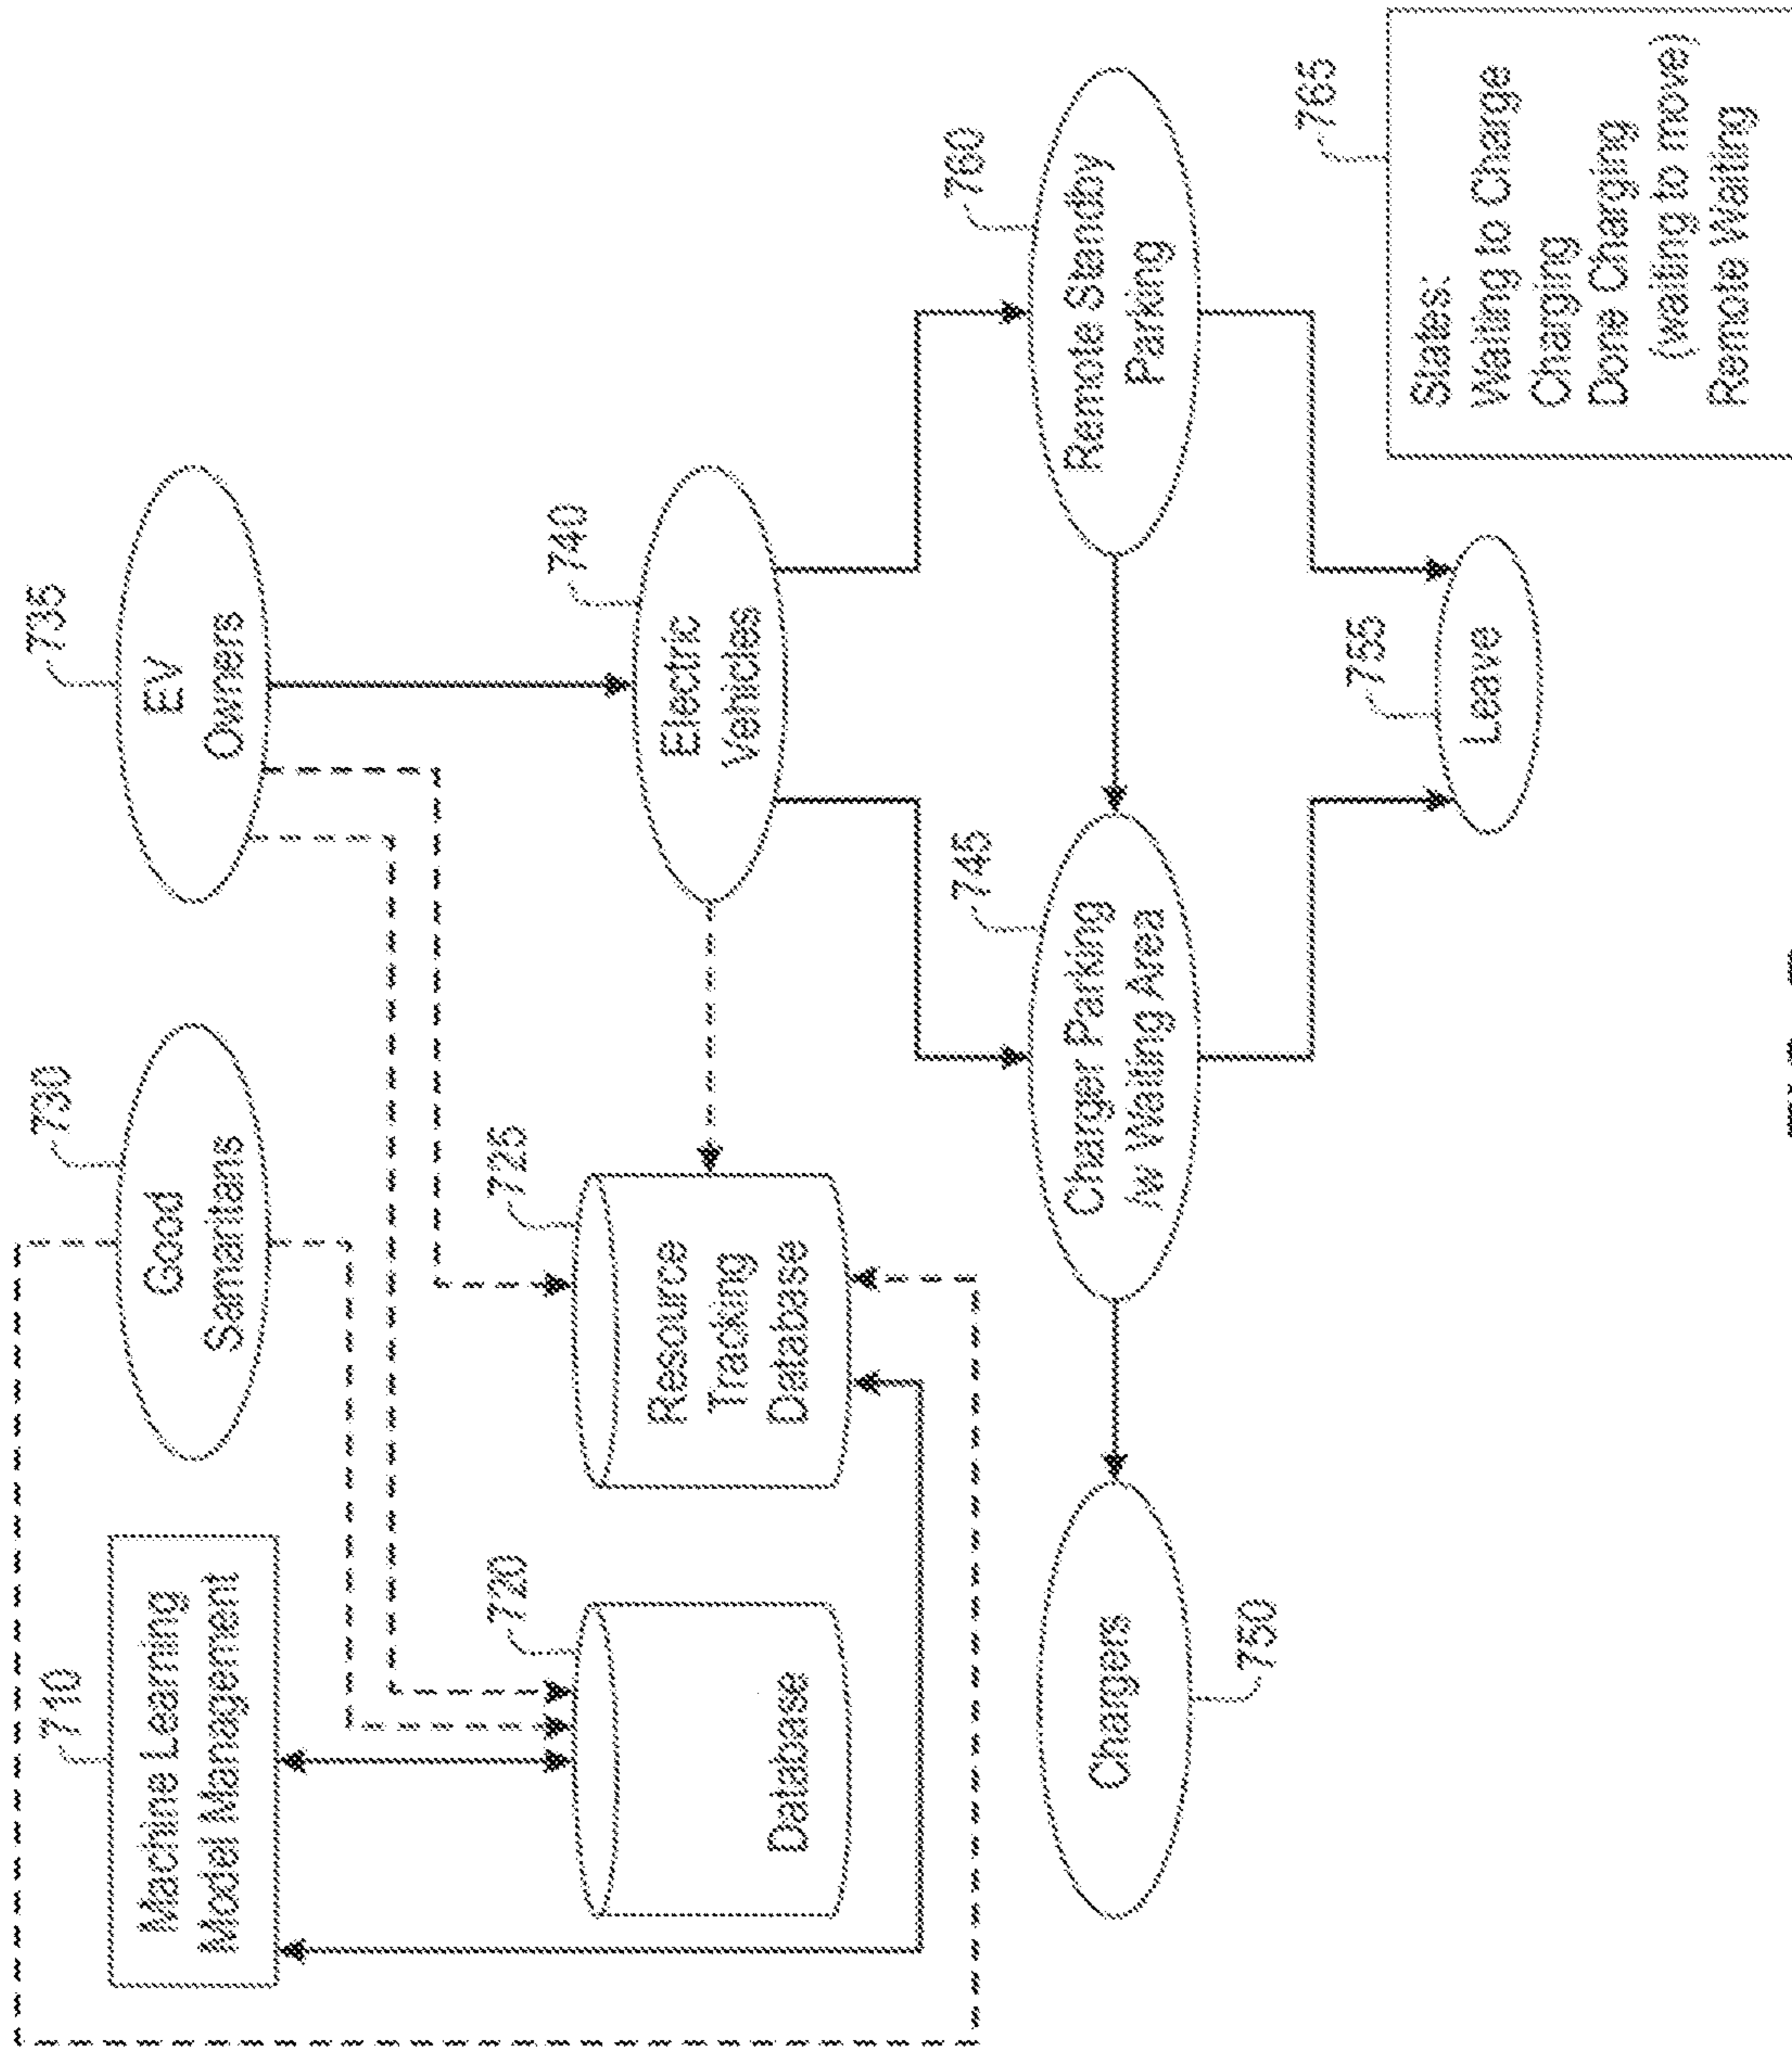 710
Machine Learning
Model Management
730
Good
Samaritans
735
EV
Owners
720
Database
725
Resource
Tracking
Database
740
Electric
Vehicles
Chargers
750
745
Charger Parking
/w Waiting Area
760
Remote Standby
Parking
755
Leave
765
States:
Waiting to Charge
Charging
Done Charging
(waiting to move)
Remote Waiting